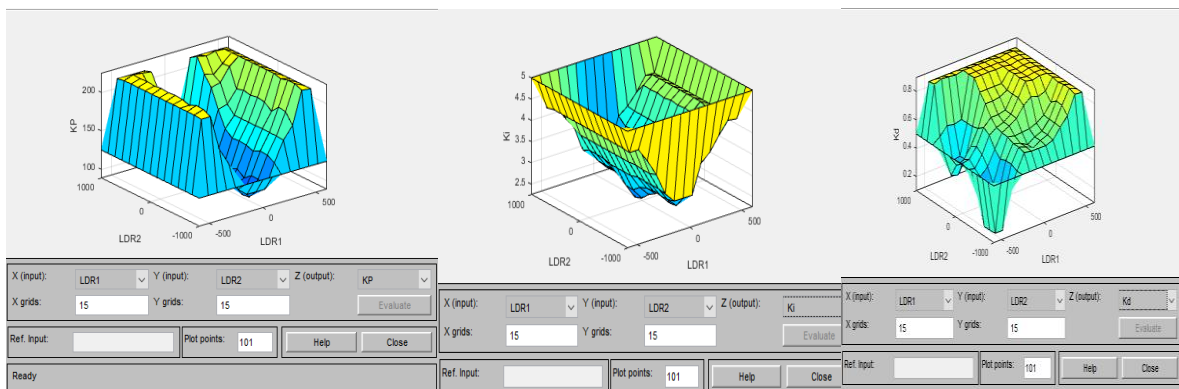 200
150
100
KP
1000
0
-1000
LDR2
-500
0
500
LDR1
X (input):
LDR1
Y (input):
LDR2
Z (output):
KP
X grids:
15
Y grids:
15
Evaluate
Ref. Input:
Plot points:
101
Help
Close
Ready
5
4.5
4
3.5
3
2.5
Ki
1000
0
-1000
LDR2
-500
0
500
LDR1
X (input):
LDR1
Y (input):
LDR2
Z (output):
Ki
X grids:
15
Y grids:
15
Evaluate
Ref. Input:
Plot points:
101
Help
Close
0.8
0.6
0.4
0.2
Kd
1000
0
-1000
LDR2
-500
0
500
LDR1
X (input):
LDR1
Y (input):
LDR2
Z (output):
Kd
X grids:
15
Y grids:
15
Evaluate
Ref. Input:
Plot points:
101
Help
Close